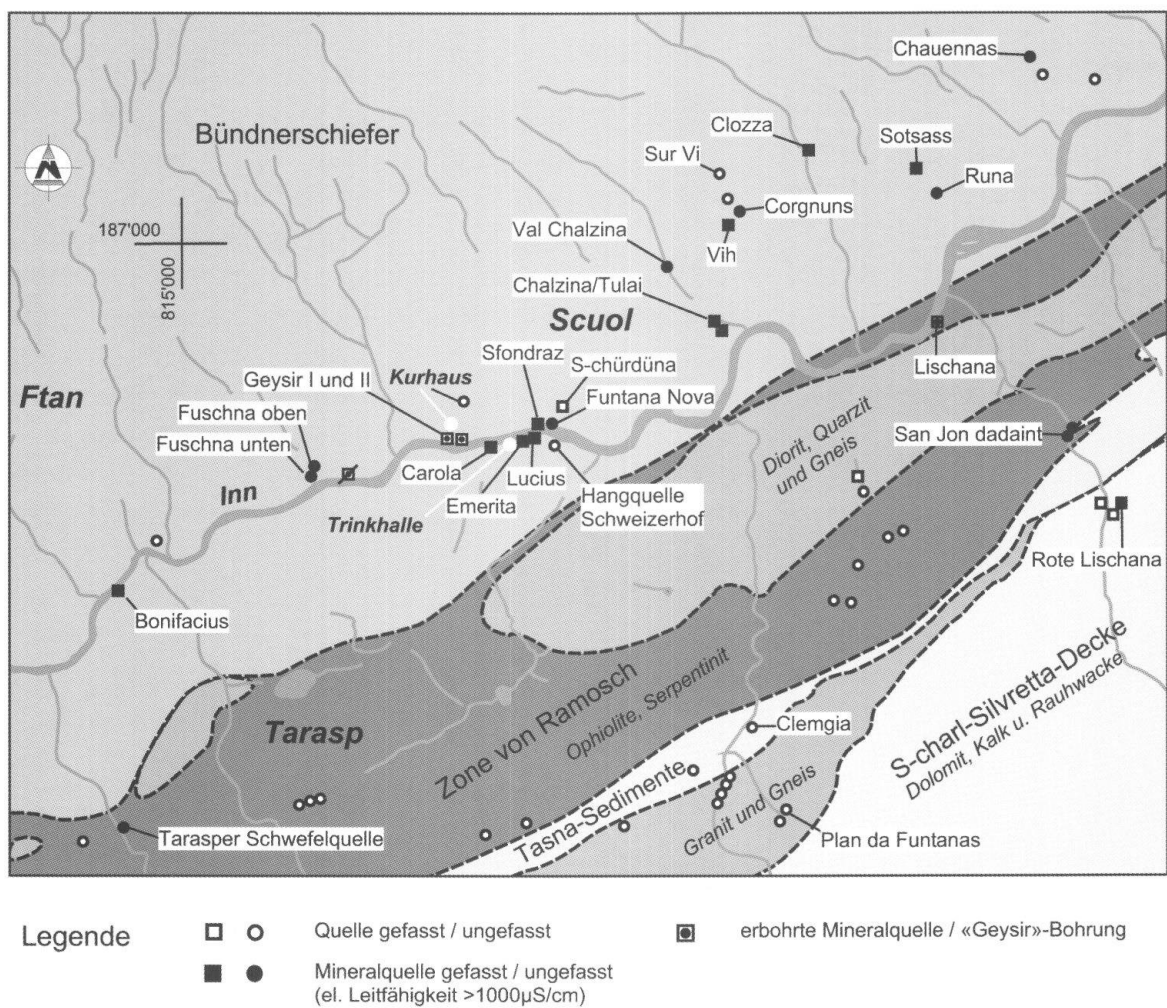 Chauennas
Bündnerschiefer
Clozza
Sotsass
Sur Vi
Runa
Corgnuns
187'000
815'000
Val Chalzina
Vih
Chalzina/Tulai
Scuol
Sfondraz
S-chürdüna
Lischana
Geysir I und II
Kurhaus
Ftan
Funtana Nova
Fuschna oben
Fuschna unten
San Jon dadaint
Diorit, Quarzit
und Gneis
Carola
Lucius
Inn
Emerita
Hangquelle
Schweizerhof
Trinkhalle
Rote Lischana
Bonifacius
S-charl-Silvretta-Decke
Dolomit, Kalk u. Rauhwacke
Zone von Ramosch
Ophiolite, Serpentinit
Tarasp
Clemgia
Tasna-Sedimente
Granit und Gneis
Tarasper Schwefelquelle
Plan da Funtanas
Legende
Quelle gefasst / ungefasst
erbohrte Mineralquelle / «Geysir»-Bohrung
Mineralquelle gefasst / ungefasst
(el. Leitfähigkeit >1000µS/cm)